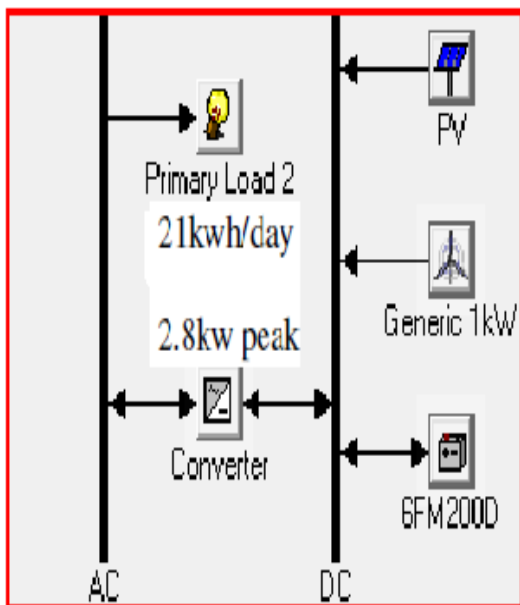 PV
Primary Load 2
21kwh/day
2.8kw peak
Generic 1kW
Converter
6FM200D
AC
DC